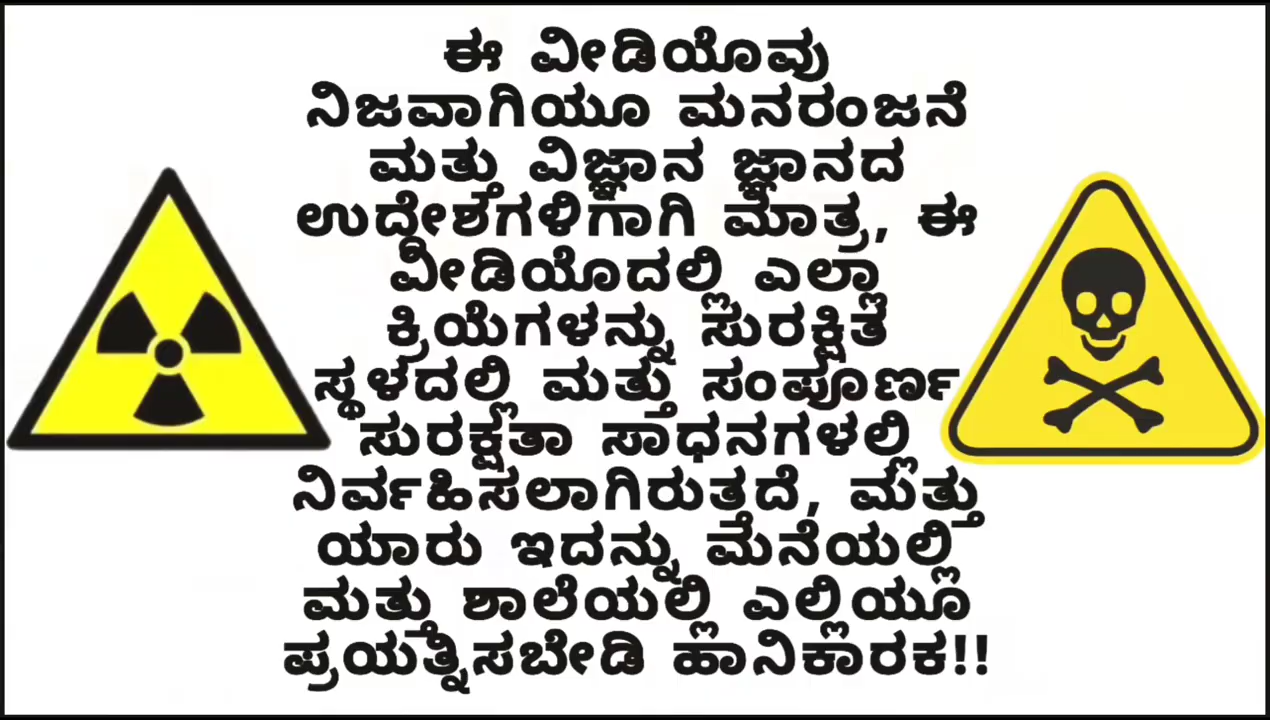 ಈ ವೀಡಿಯೊವು
ನಿಜವಾಗಿಯೂ ಮನರಂಜನೆ
ಮತ್ತು ವಿಜ್ಞಾನ ಜ್ಞಾನದ
ಉದ್ದೇಶಗಳಿಗಾಗಿ ಮಾತ್ರ, ಈ
ವೀಡಿಯೊದಲ್ಲಿ ಎಲ್ಲಾ
ಕ್ರಿಯೆಗಳನ್ನು ಸುರಕ್ಷಿತ
ಸ್ಥಳದಲ್ಲಿ ಮತ್ತು ಸಂಪೂರ್ಣ
ಸುರಕ್ಷತಾ ಸಾಧನಗಳಲ್ಲಿ
ನಿರ್ವಹಿಸಲಾಗಿರುತ್ತದೆ, ಮತ್ತು
ಯಾರು ಇದನ್ನು ಮನೆಯಲ್ಲಿ
ಮತ್ತು ಶಾಲೆಯಲ್ಲಿ ಎಲ್ಲಿಯೂ
ಪ್ರಯತ್ನಿಸಬೇಡಿ ಹಾನಿಕಾರಕ!!